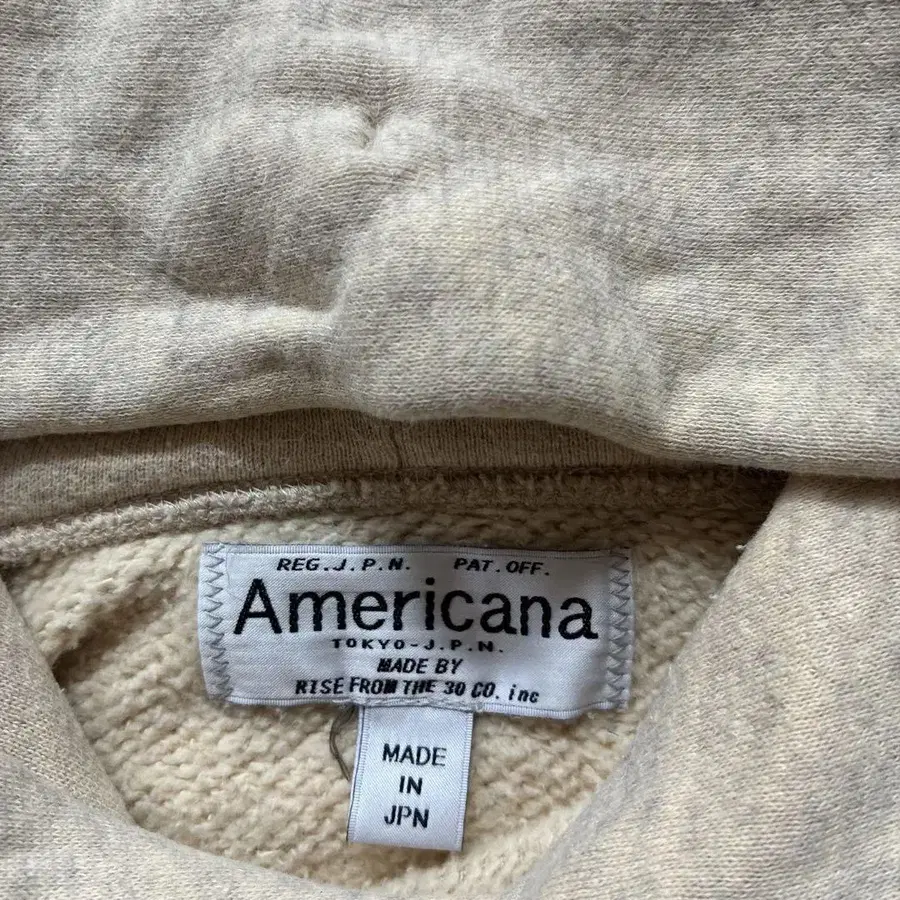 REG.J.P.N. PAT.OFF.
Americana
TOKYO-J.P.N.
MADE BY
RISE FROM THE 30 CO. inc
MADE
IN
JPN